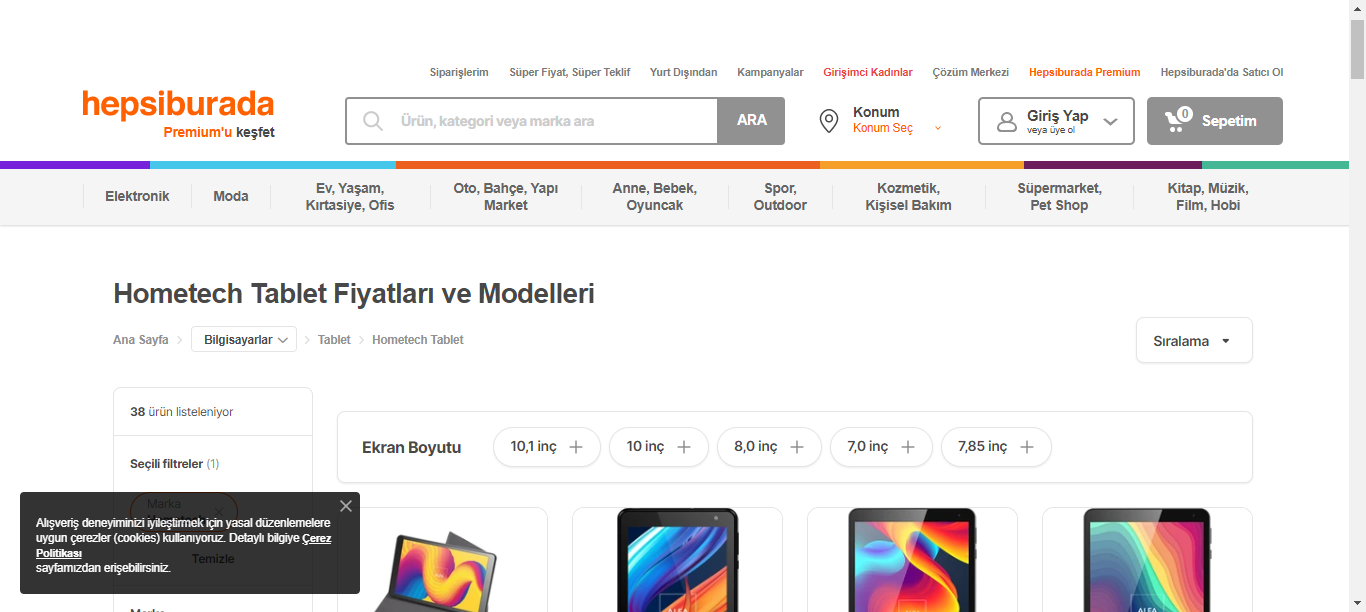 Siparişlerim Süper Fiyat, Süper Teklif Yurt Dışından Kampanyalar Girişimci Kadınlar Çözüm Merkezi Hepsiburada Premium Hepsiburada'da Satıcı Ol
hepsiburada
Premium'u keşfet
Ürün, kategori veya marka ara
ARA
Konum
Konum Seç
Giriş Yap
veya üye ol
0
Sepetim
Elektronik
Moda
Ev, Yaşam,
Kırtasiye, Ofis
Oto, Bahçe, Yapı
Market
Anne, Bebek,
Oyuncak
Spor,
Outdoor
Kozmetik,
Kişisel Bakım
Süpermarket,
Pet Shop
Kitap, Müzik,
Film, Hobi
Hometech Tablet Fiyatları ve Modelleri
Ana Sayfa Bilgisayarlar Tablet Hometech Tablet
Sıralama
38 ürün listeleniyor
Seçili filtreler (1)
Marka
Ekran Boyutu 10,1 inç 10 inç 8,0 inç 7,0 inç 7,85 inç
Alışveriş deneyiminizi iyileştirmek için yasal düzenlemelere
uygun çerezler (cookies) kullanıyoruz. Detaylı bilgiye Çerez
Politikası
sayfamızdan erişebilirsiniz.
Temizle
Marka
ALFA
ALFA
ALFA